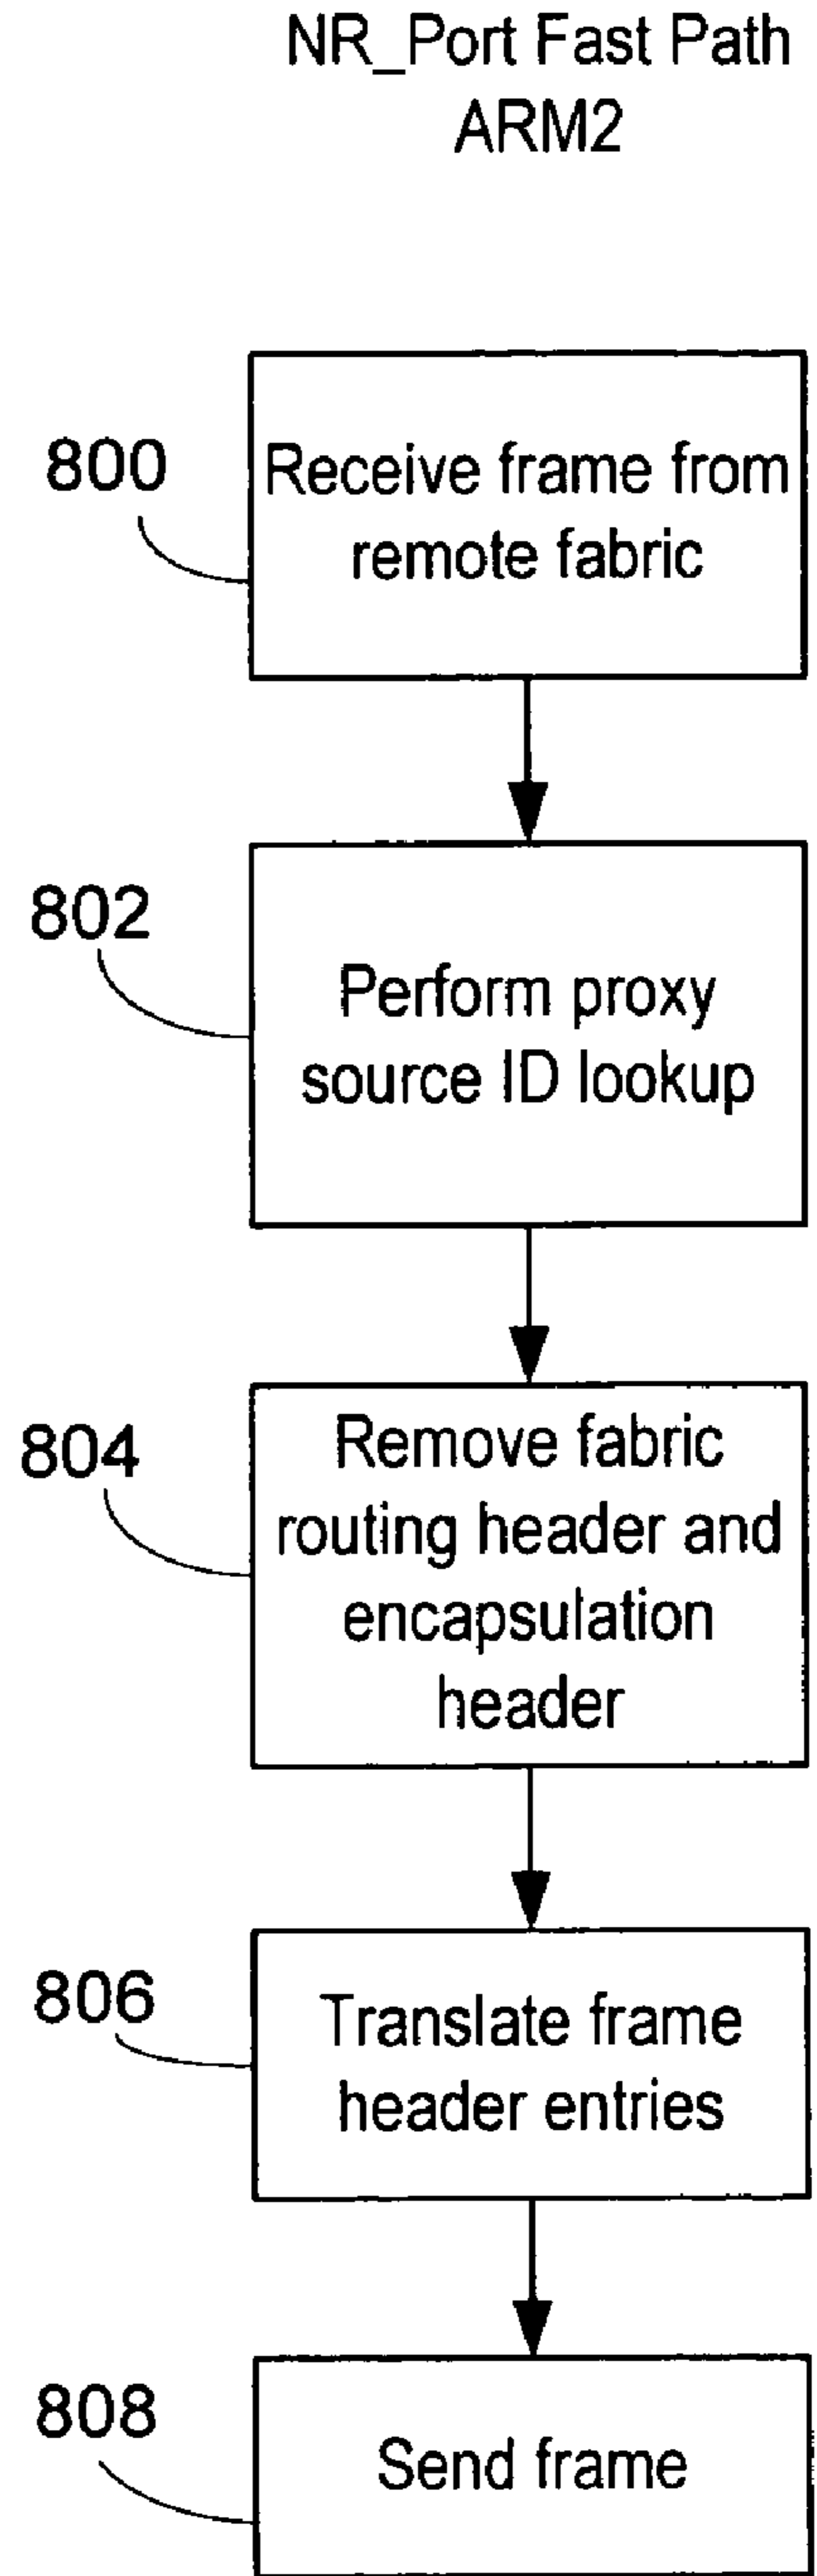 NR_Port Fast Path
ARM2
800
Receive frame from
remote fabric
802
Perform proxy
source ID lookup
804
Remove fabric
routing header and
encapsulation
header
806
Translate frame
header entries
808
Send frame